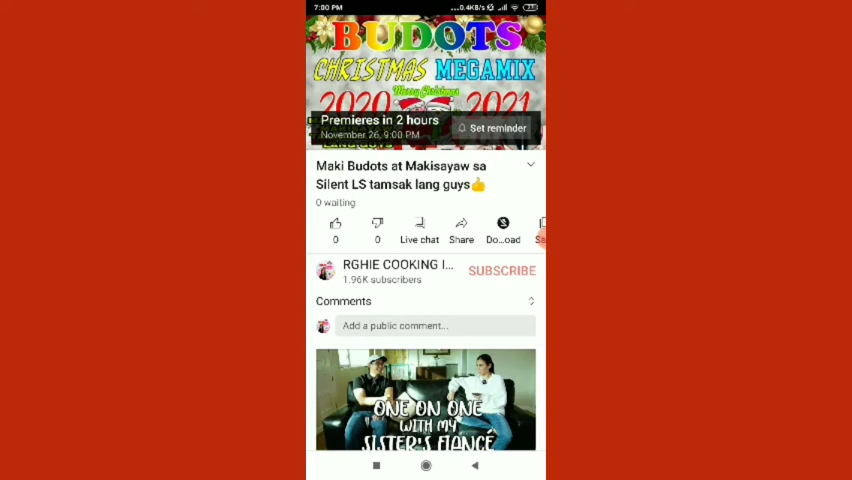 7:00 PM
...0.4KB/s
23
BUDOTS
CHRISTMAS MEGAMIX
Merry Christmas
2020 2021
Premieres in 2 hours
November 26, 9:00 PM
Set reminder
Maki Budots at Makisayaw sa
Silent LS tamsak lang guys👍
0 waiting
0 0 Live chat Share Do...oad
RGHIE COOKING I...
1.96K subscribers
SUBSCRIBE
Comments
Add a public comment...
ONE ON ONE
WITH MY
SISTER'S FIANCÉ